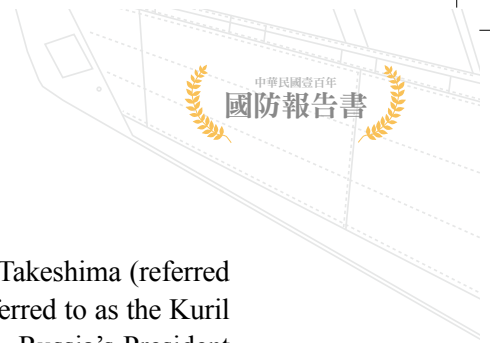 中華民國壹百年
國防報告書
Takeshima (referred
ferred to as the Kuril
Russia's President